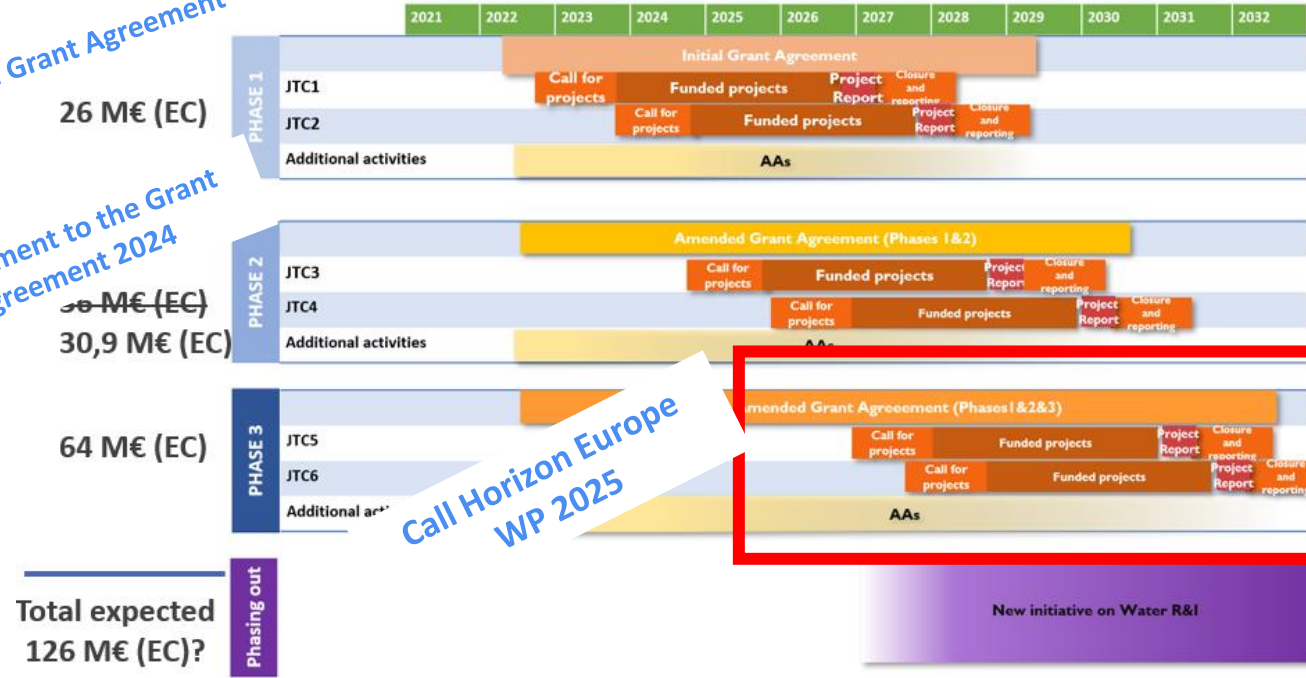 2021 2022 2023 2024 2025 2026 2027 2028 2029 2030 2031 2032
Grant Agreement
26 M€ (EC)
PHASE 1
Initial Grant Agreement
JTC1
Call for projects
Funded projects
Project Report
Closure and reporting
JTC2
Call for projects
Funded projects
Project Report
Closure and reporting
Additional activities
AAs
to the Grant
2024
M€ (EC)
30,9 M€ (EC)
PHASE 2
Amended Grant Agreement (Phases 1&2)
JTC3
Call for projects
Funded projects
Project Report
Closure and reporting
JTC4
Call for projects
Funded projects
Project Report
Closure and reporting
Additional activities
AAs
64 M€ (EC)
PHASE 3
mended Grant Agreeement (Phases1&2&3)
JTC5
Call for projects
Funded projects
Project Report
Closure and reporting
JTC6
Call for projects
Funded projects
Project Report
Closure and reporting
Additional
AAs
Call Horizon Europe
WP 2025
Total expected
126 M€ (EC)?
Phasing out
New initiative on Water R&I